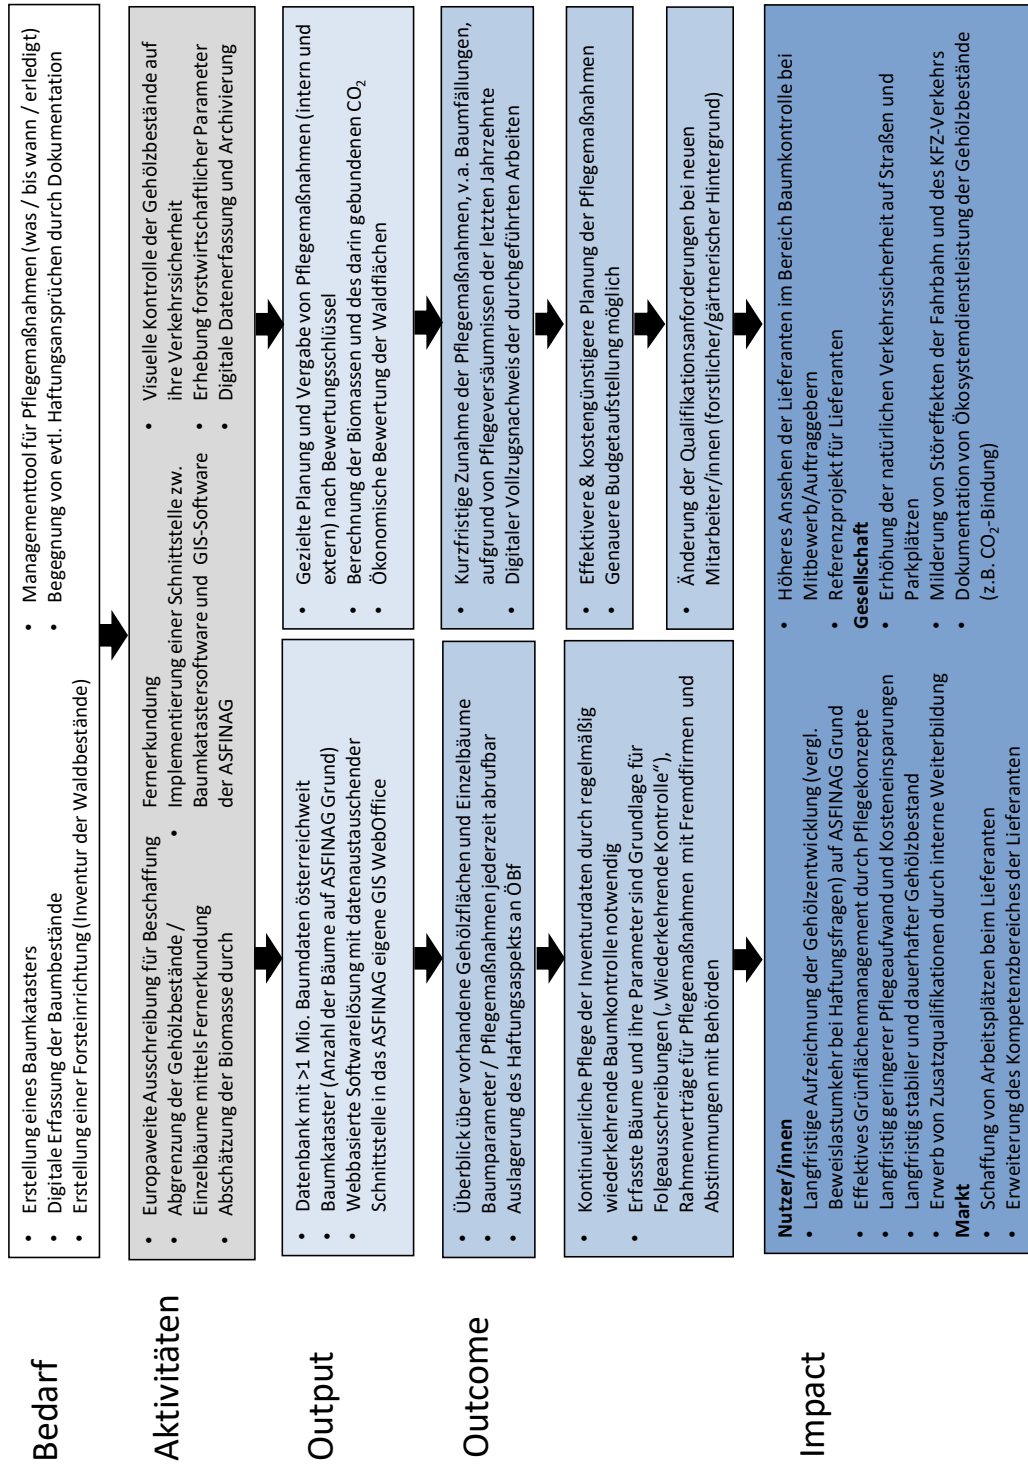 Bedarf
• Erstellung eines Baumkatasters
• Digitale Erfassung der Baumbestände
• Erstellung einer Forsteinrichtung (Inventur der Waldbestände)
• Managementtool für Pflegemaßnahmen (was / bis wann / erledigt)
• Begegnung von evtl. Haftungsansprüchen durch Dokumentation
Aktivitäten
• Europaweite Ausschreibung für Beschaffung
• Abgrenzung der Gehölzbestände /
Einzelbäume mittels Fernerkundung
• Abschätzung der Biomasse durch
Fernerkundung
• Implementierung einer Schnittstelle zw.
Baumkatastersoftware und GIS-Software
der ASFINAG
• Visuelle Kontrolle der Gehölzbestände auf
ihre Verkehrssicherheit
• Erhebung forstwirtschaftlicher Parameter
• Digitale Datenerfassung und Archivierung
Output
• Datenbank mit >1 Mio. Baumdaten österreichweit
• Baumkataster (Anzahl der Bäume auf ASFINAG Grund)
• Webbasierte Softwarelösung mit datenaustauschender
Schnittstelle in das ASFINAG eigene GIS WebOffice
• Gezielte Planung und Vergabe von Pflegemaßnahmen (intern und
extern) nach Bewertungsschlüssel
• Berechnung der Biomassen und des darin gebundenen CO₂
• Ökonomische Bewertung der Waldflächen
Outcome
• Überblick über vorhandene Gehölzflächen und Einzelbäume
• Baumparameter / Pflegemaßnahmen jederzeit abrufbar
• Auslagerung des Haftungsaspekts an ÖBf
• Kurzfristige Zunahme der Pflegemaßnahmen, v.a. Baumfällungen,
aufgrund von Pflegeversäumnissen der letzten Jahrzehnte
• Digitaler Vollzugsnachweis der durchgeführten Arbeiten
• Kontinuierliche Pflege der Inventurdaten durch regelmäßig
wiederkehrende Baumkontrolle notwendig
• Erfasste Bäume und ihre Parameter sind Grundlage für
Folgeausschreibungen („Wiederkehrende Kontrolle“),
Rahmenverträge für Pflegemaßnahmen mit Fremdfirmen und
Abstimmungen mit Behörden
• Effektivere & kostengünstigere Planung der Pflegemaßnahmen
• Genauere Budgetaufstellung möglich
• Änderung der Qualifikationsanforderungen bei neuen
Mitarbeiter/innen (forstlicher/gärtnerischer Hintergrund)
Impact
Nutzer/innen
• Langfristige Aufzeichnung der Gehölzentwicklung (vergl.
Beweislastumkehr bei Haftungsfragen) auf ASFINAG Grund
• Effektives Grünflächenmanagement durch Pflegekonzepte
• Langfristig geringerer Pflegeaufwand und Kosteneinsparungen
• Langfristig stabiler und dauerhafter Gehölzbestand
• Erwerb von Zusatzqualifikationen durch interne Weiterbildung
Markt
• Schaffung von Arbeitsplätzen beim Lieferanten
• Erweiterung des Kompetenzbereiches der Lieferanten
• Höheres Ansehen der Lieferanten im Bereich Baumkontrolle bei
Mitbewerb/Auftraggebern
• Referenzprojekt für Lieferanten
Gesellschaft
• Erhöhung der natürlichen Verkehrssicherheit auf Straßen und
Parkplätzen
• Milderung von Störeffekten der Fahrbahn und des KFZ-Verkehrs
• Dokumentation von Ökosystemdienstleistung der Gehölzbestände
(z.B. CO₂-Bindung)